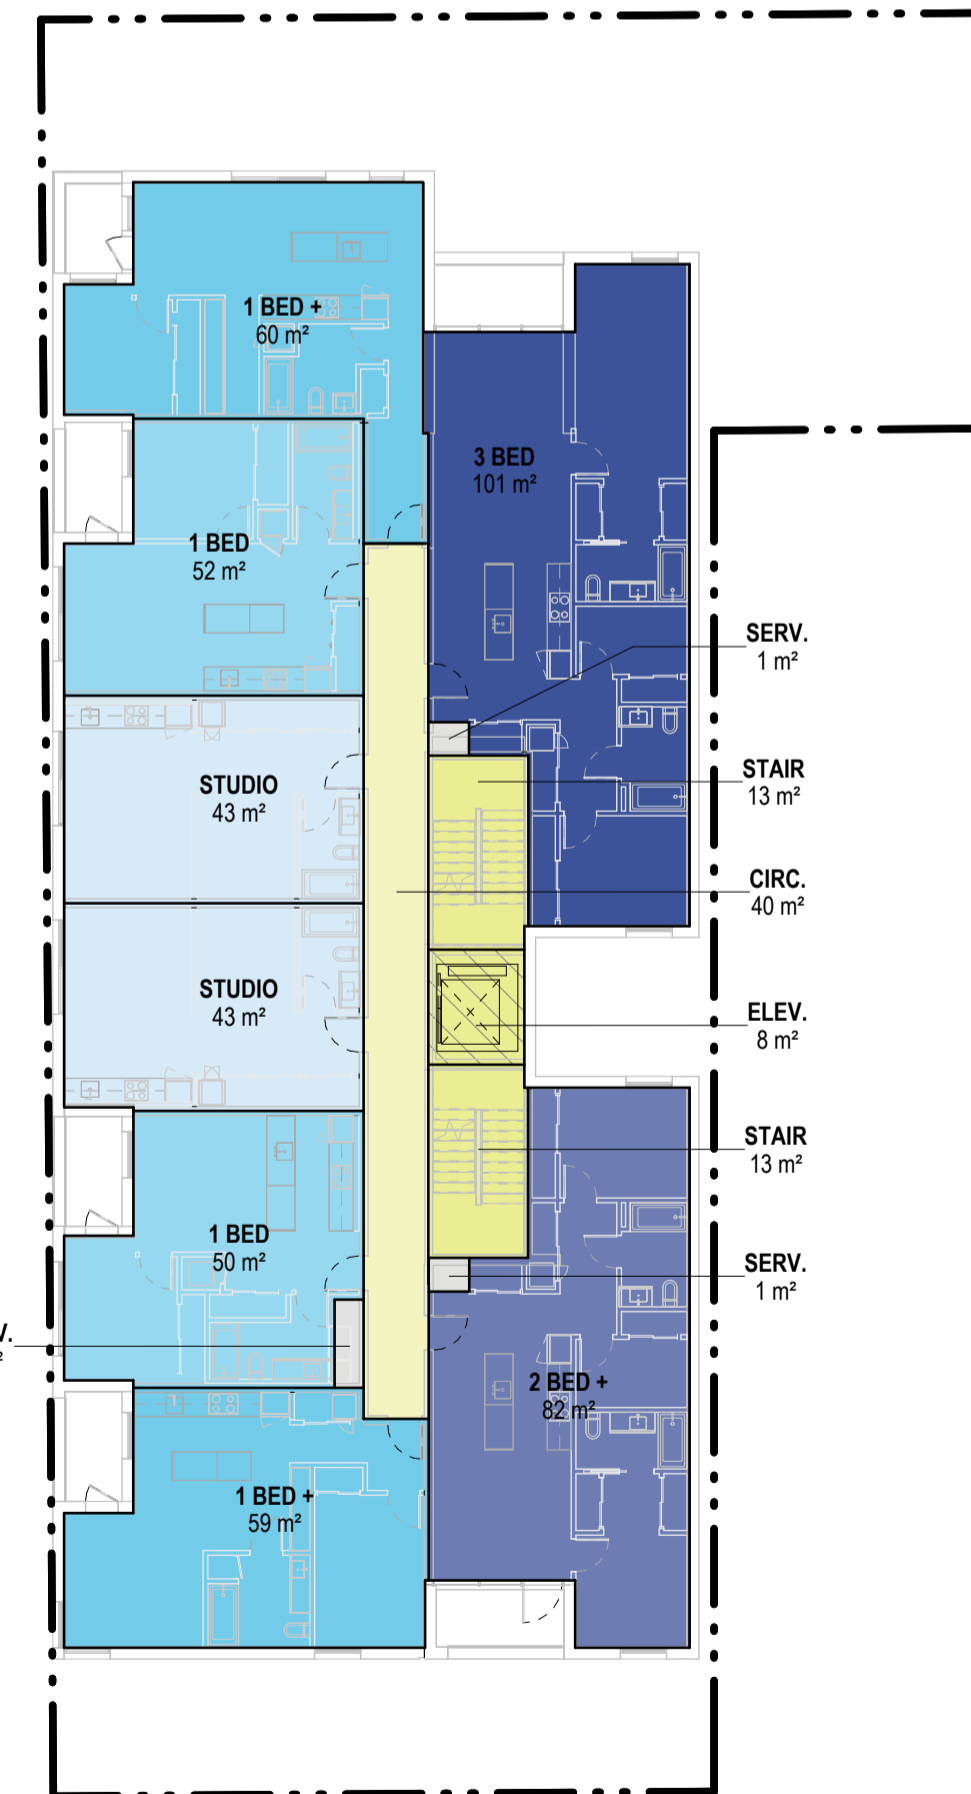 1 BED +
60 m²
3 BED
101 m²
1 BED
52 m²
SERV.
1 m²
STAIR
13 m²
STUDIO
43 m²
CIRC.
40 m²
STUDIO
43 m²
ELEV.
8 m²
STAIR
13 m²
1 BED
50 m²
SERV.
1 m²
V.
²
2 BED +
82 m²
1 BED +
59 m²